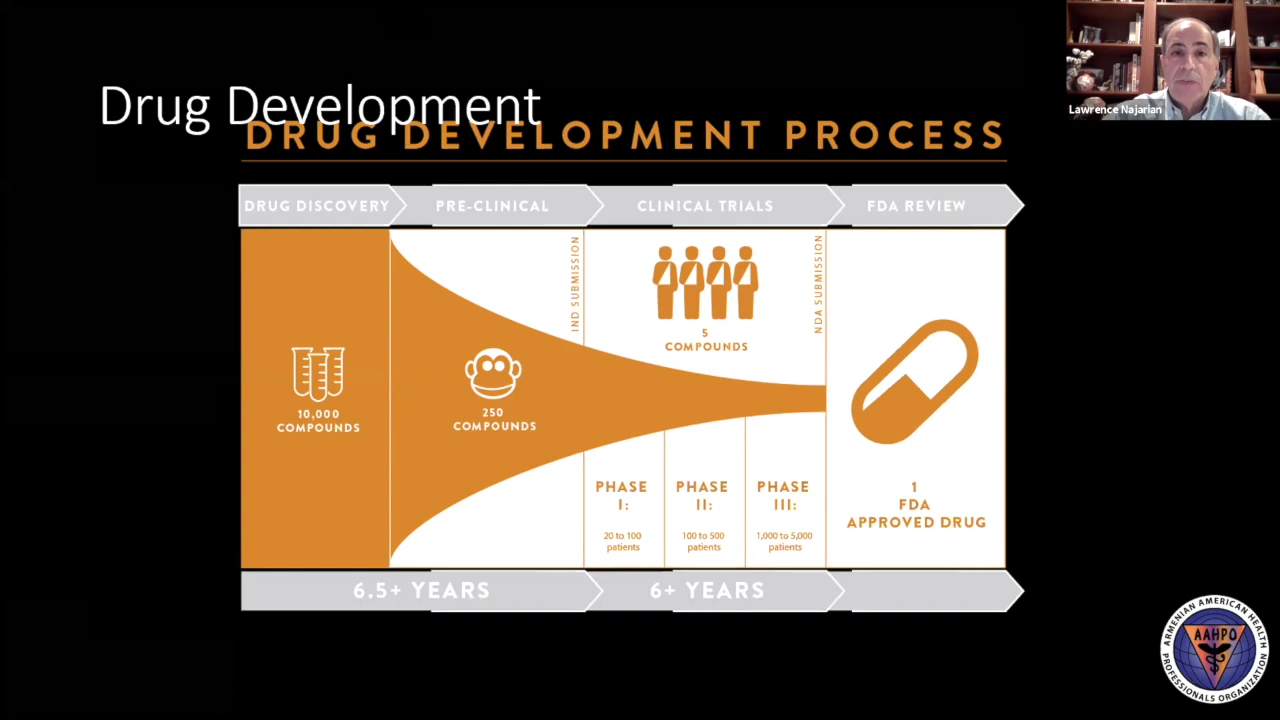 Lawrence Najarian
Drug Development
DRUG DEVELOPMENT PROCESS
DRUG DISCOVERY
PRE-CLINICAL
CLINICAL TRIALS
FDA REVIEW
IND SUBMISSION
NDA SUBMISSION
10,000
COMPOUNDS
250
COMPOUNDS
5
COMPOUNDS
PHASE
I:
20 to 100
patients
PHASE
II:
100 to 500
patients
PHASE
III:
1,000 to 5,000
patients
1
FDA
APPROVED DRUG
6.5+ YEARS
6+ YEARS
ARMENIAN AMERICAN HEALTH
AAHPO
PROFESSIONALS ORGANIZATION